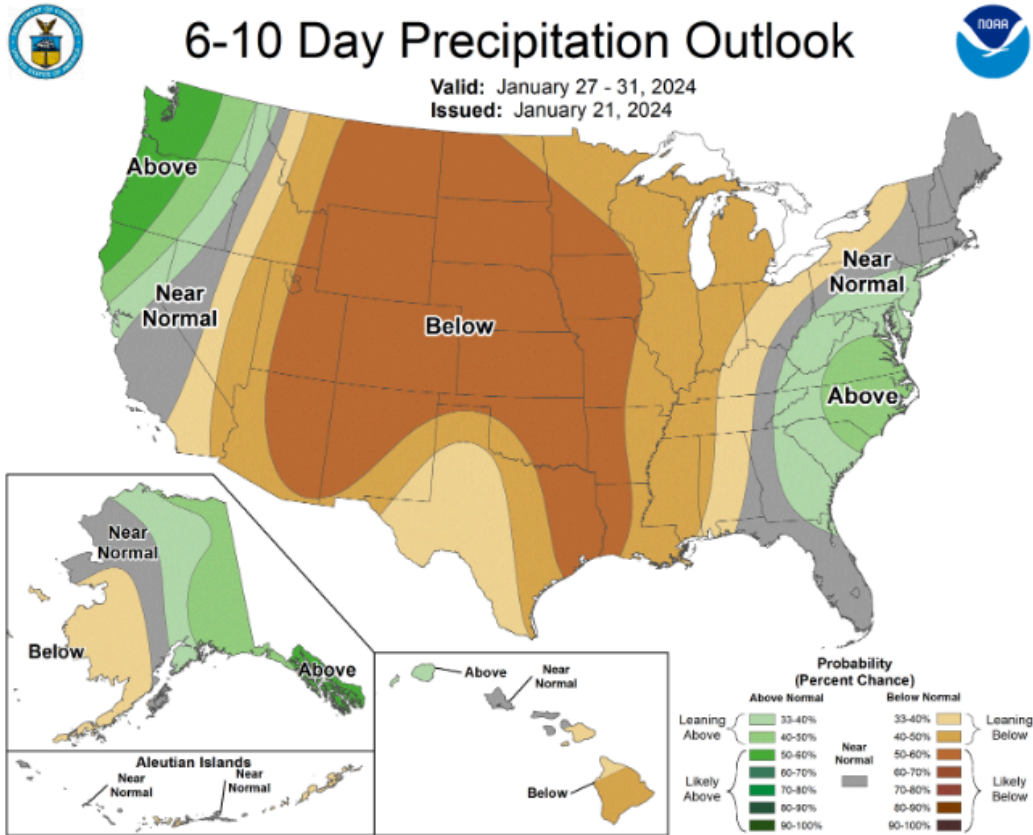 6-10 Day Precipitation Outlook
Valid: January 27 - 31, 2024
Issued: January 21, 2024
NOAA
Above
Near
Normal
Below
Near
Normal
Above
Near
Normal
Below
Above
Aleutian Islands
Near
Normal
Near
Normal
Above
Near
Normal
Below
Probability
(Percent Chance)
Above Normal
Below Normal
Leaning
Above
33-40%
40-50%
Likely
Above
50-60%
60-70%
70-80%
80-90%
90-100%
Near
Normal
33-40%
40-50%
Leaning
Below
50-60%
60-70%
70-80%
80-90%
90-100%
Likely
Below